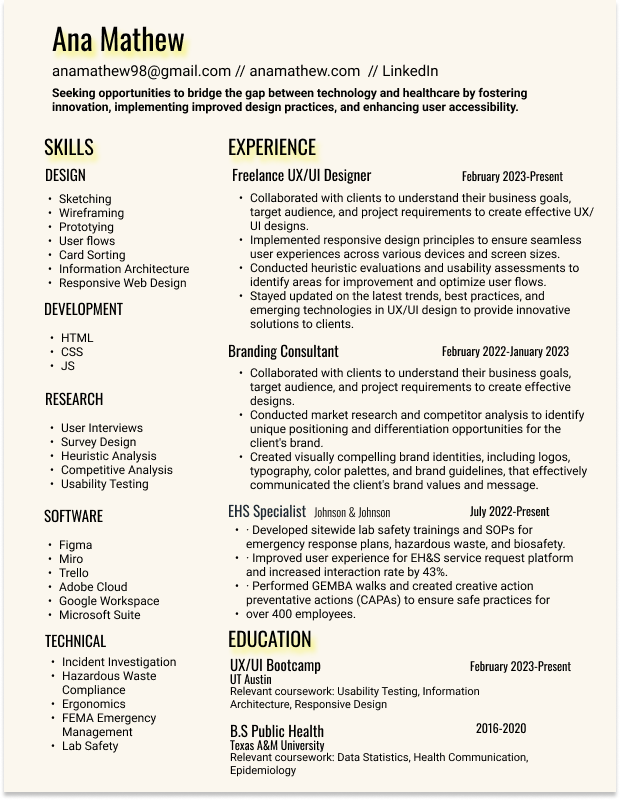 Ana Mathew
anamathew98@gmail.com // anamathew.com // LinkedIn
Seeking opportunities to bridge the gap between technology and healthcare by fostering
innovation, implementing improved design practices, and enhancing user accessibility.
SKILLS
DESIGN
• Sketching
• Wireframing
• Prototying
• User flows
• Card Sorting
• Information Architecture
• Responsive Web Design
DEVELOPMENT
• HTML
• CSS
• JS
RESEARCH
• User Interviews
• Survey Design
• Heuristic Analysis
• Competitive Analysis
• Usability Testing
SOFTWARE
• Figma
• Miro
• Trello
• Adobe Cloud
• Google Workspace
• Microsoft Suite
TECHNICAL
• Incident Investigation
• Hazardous Waste
Compliance
• Ergonomics
• FEMA Emergency
Management
• Lab Safety
EXPERIENCE
Freelance UX/UI Designer February 2023-Present
• Collaborated with clients to understand their business goals,
target audience, and project requirements to create effective UX/
UI designs.
• Implemented responsive design principles to ensure seamless
user experiences across various devices and screen sizes.
• Conducted heuristic evaluations and usability assessments to
identify areas for improvement and optimize user flows.
• Stayed updated on the latest trends, best practices, and
emerging technologies in UX/UI design to provide innovative
solutions to clients.
Branding Consultant February 2022-January 2023
• Collaborated with clients to understand their business goals,
target audience, and project requirements to create effective
designs.
• Conducted market research and competitor analysis to identify
unique positioning and differentiation opportunities for the
client's brand.
• Created visually compelling brand identities, including logos,
typography, color palettes, and brand guidelines, that effectively
communicated the client's brand values and message.
EHS Specialist Johnson & Johnson July 2022-Present
• · Developed sitewide lab safety trainings and SOPs for
emergency response plans, hazardous waste, and biosafety.
• · Improved user experience for EH&S service request platform
and increased interaction rate by 43%.
• · Performed GEMBA walks and created creative action
preventative actions (CAPAs) to ensure safe practices for
• over 400 employees.
EDUCATION
UX/UI Bootcamp February 2023-Present
UT Austin
Relevant coursework: Usability Testing, Information
Architecture, Responsive Design
B.S Public Health 2016-2020
Texas A&M University
Relevant coursework: Data Statistics, Health Communication,
Epidemiology